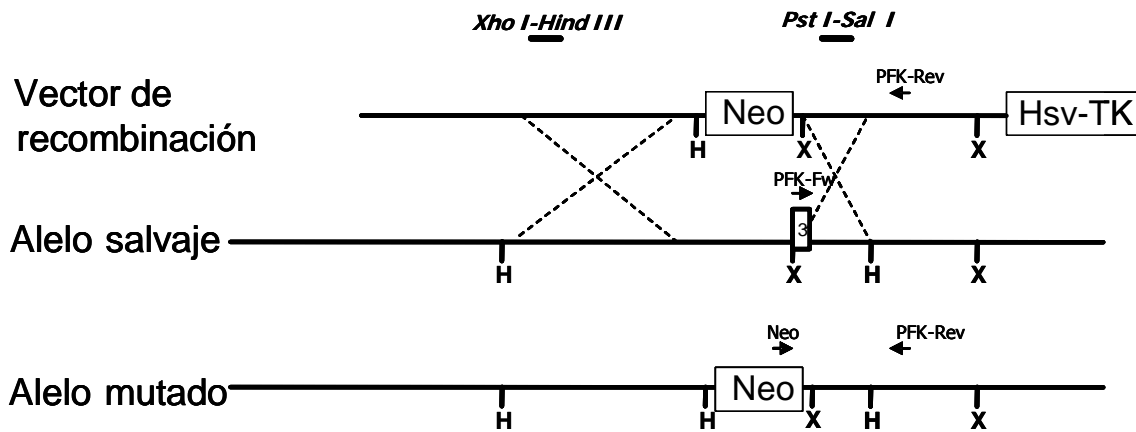 Xho I-Hind III
Pst I-Sal I
Vector de
recombinación
Neo
PFK-Rev
Hsv-TK
H
X
X
PFK-Fw
Alelo salvaje
3
H
X
H
X
Neo
PFK-Rev
Alelo mutado
Neo
H
H
X
H
X